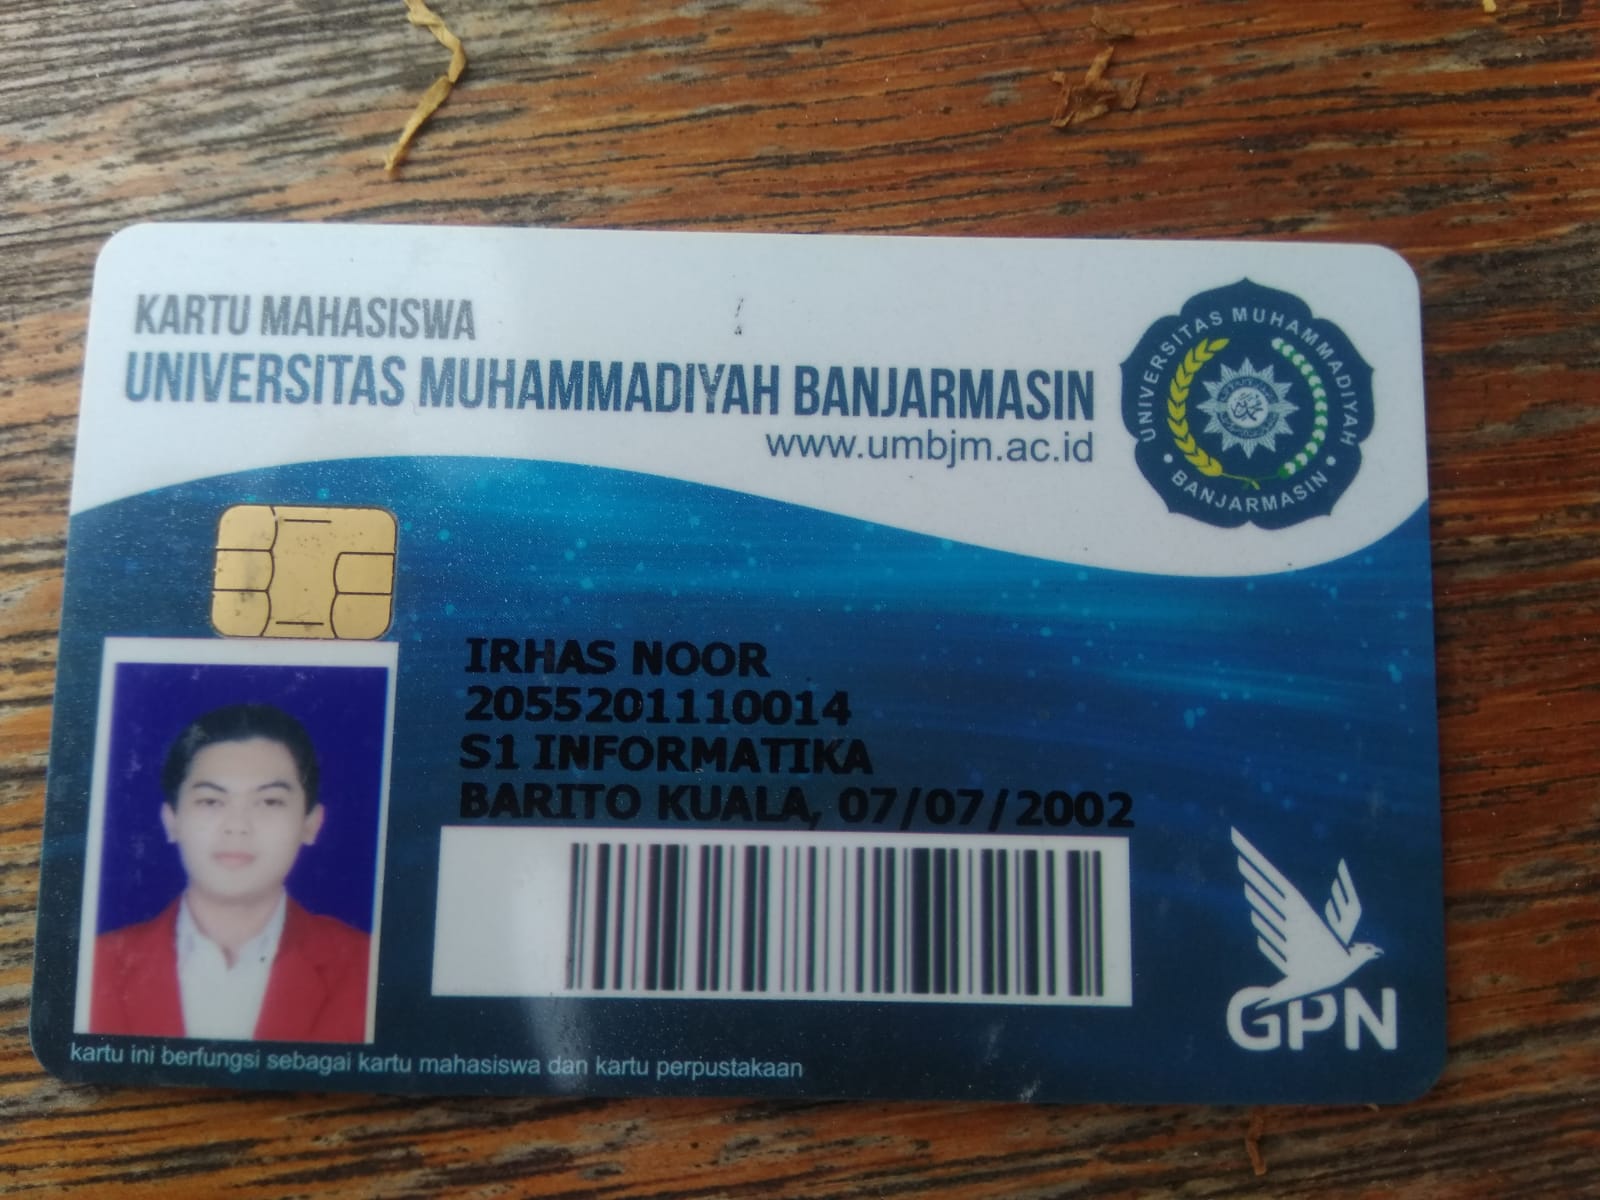 KARTU MAHASISWA
UNIVERSITAS MUHAMMADIYAH BANJARMASIN
www.umbjm.ac.id
UNIVERSITAS MUHAMMADIYAH
• BANJARMASIN •
IRHAS NOOR
2055201110014
S1 INFORMATIKA
BARITO KUALA, 07/07/2002
GPN
kartu ini berfungsi sebagai kartu mahasiswa dan kartu perpustakaan